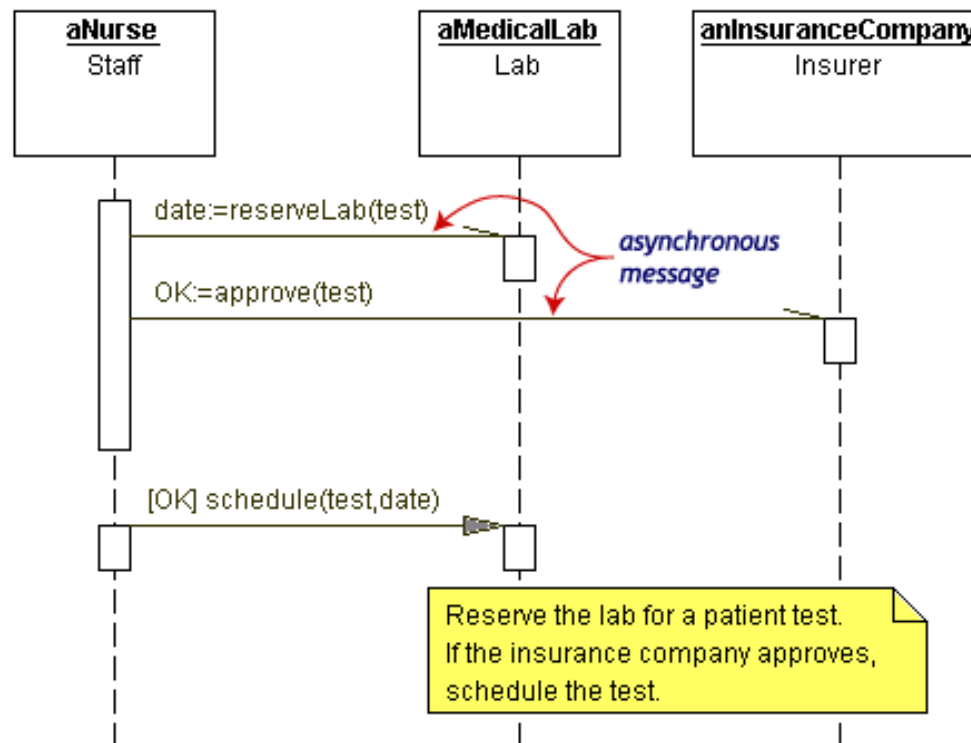 aNurse
Staff
aMedicalLab
Lab
anInsuranceCompany
Insurer
date:=reserveLab(test)
asynchronous
message
OK:=approve(test)
[OK] schedule(test,date)
Reserve the lab for a patient test.
If the insurance company approves,
schedule the test.